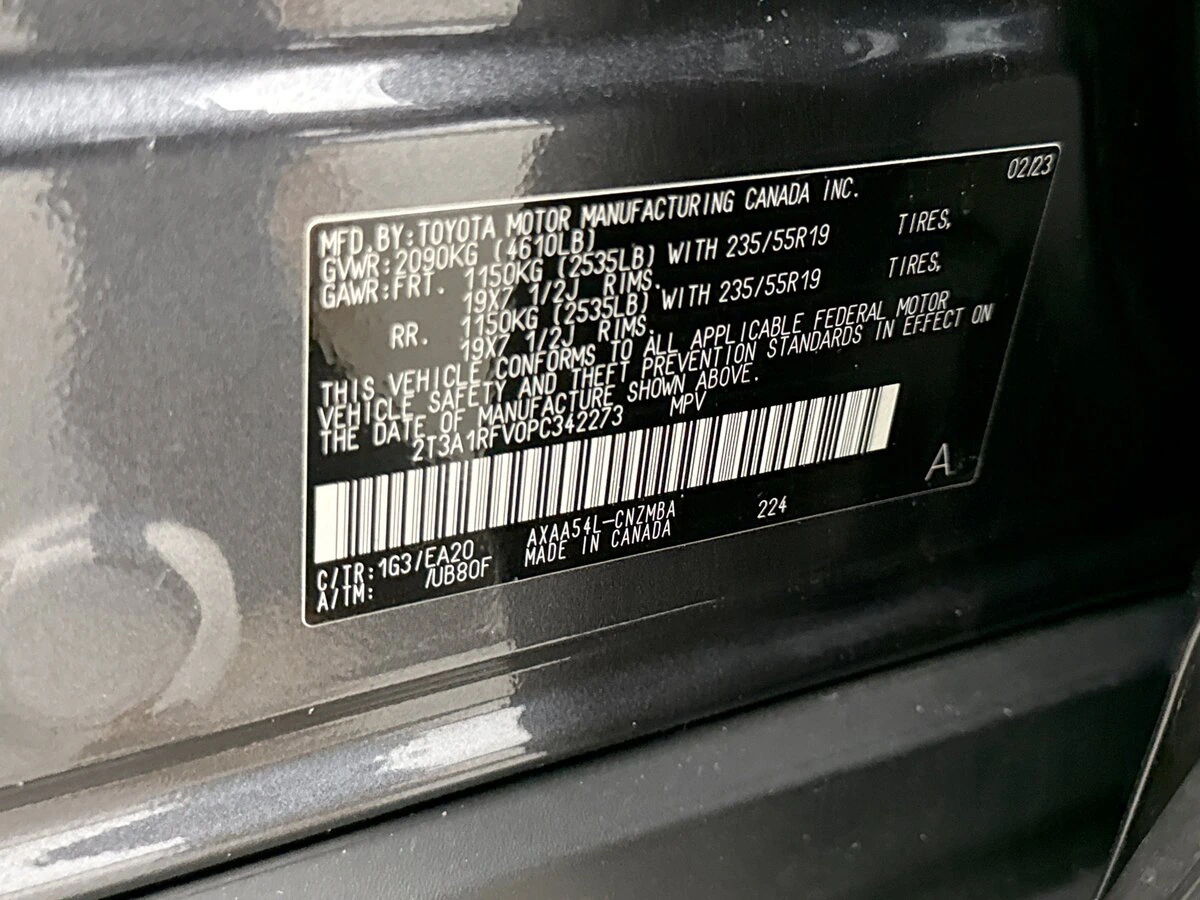 02/23
MFD.BY:TOYOTA MOTOR MANUFACTURING CANADA INC.
GVWR:2090KG (4610LB)
GAWR:FRT. 1150KG (2535LB) WITH 235/55R19 TIRES,
19X7 1/2J RIMS.
RR. 1150KG (2535LB) WITH 235/55R19 TIRES,
19X7 1/2J RIMS.
THIS VEHICLE CONFORMS TO ALL APPLICABLE FEDERAL MOTOR
VEHICLE SAFETY AND THEFT PREVENTION STANDARDS IN EFFECT ON
THE DATE OF MANUFACTURE SHOWN ABOVE.
2T3A1RFV0PC342273 MPV
A
C/TR:1G3/EA20 AXAA54L-CNZMBA 224
A/TM: /UB80F MADE IN CANADA